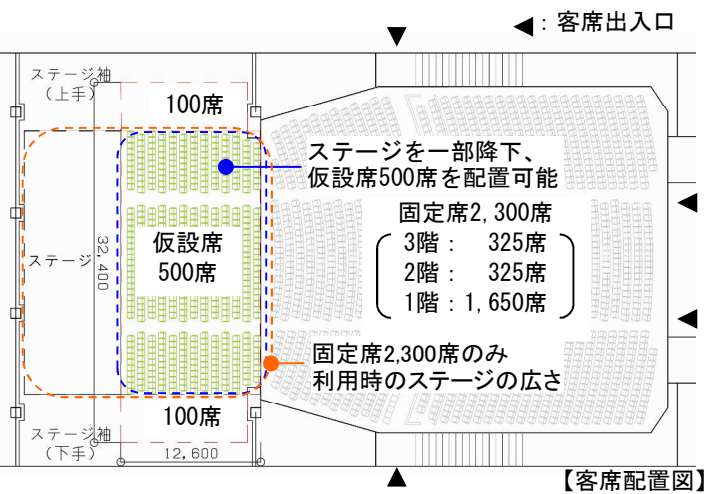 ◀：客席出入口
ステージ袖
（上手）
100席
ステージを一部降下、
仮設席500席を配置可能
固定席2,300席
3階： 325席
2階： 325席
1階：1,650席
仮設席
500席
ステージ
32,400
固定席2,300席のみ
利用時のステージの広さ
100席
ステージ袖
（下手）
12,600
【客席配置図】